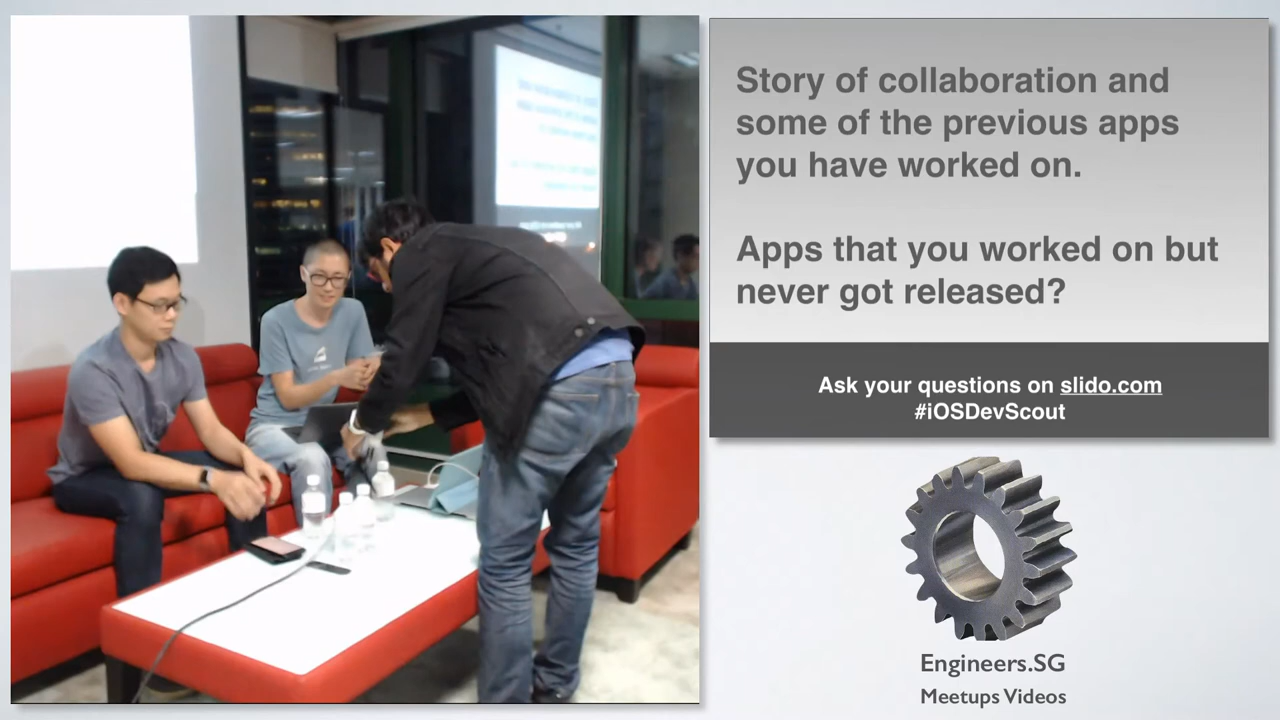 Story of collaboration and
some of the previous apps
you have worked on.
Apps that you worked on but
never got released?
Ask your questions on slido.com
#iOSDevScout
Engineers.SG
Meetups Videos